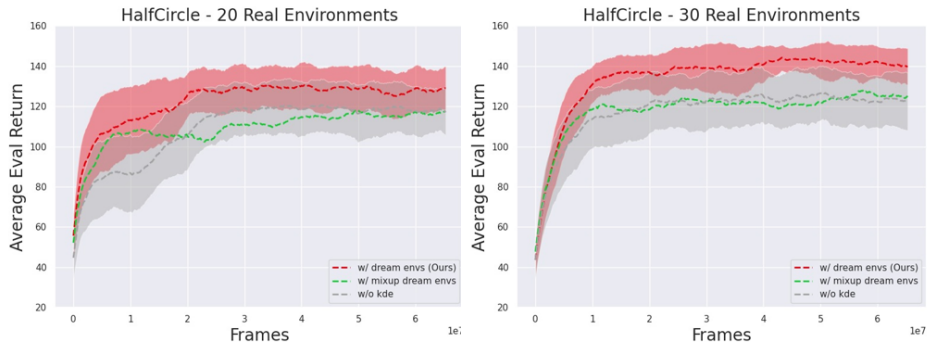 HalfCircle - 20 Real Environments
160
140
120
100
80
60
40
20
Average Eval Return
0 1 2 3 4 5 6
1e7
Frames
w/ dream envs (Ours)
w/ mixup dream envs
w/o kde
HalfCircle - 30 Real Environments
160
140
120
100
80
60
40
20
Average Eval Return
0 1 2 3 4 5 6
1e7
Frames
w/ dream envs (Ours)
w/ mixup dream envs
w/o kde